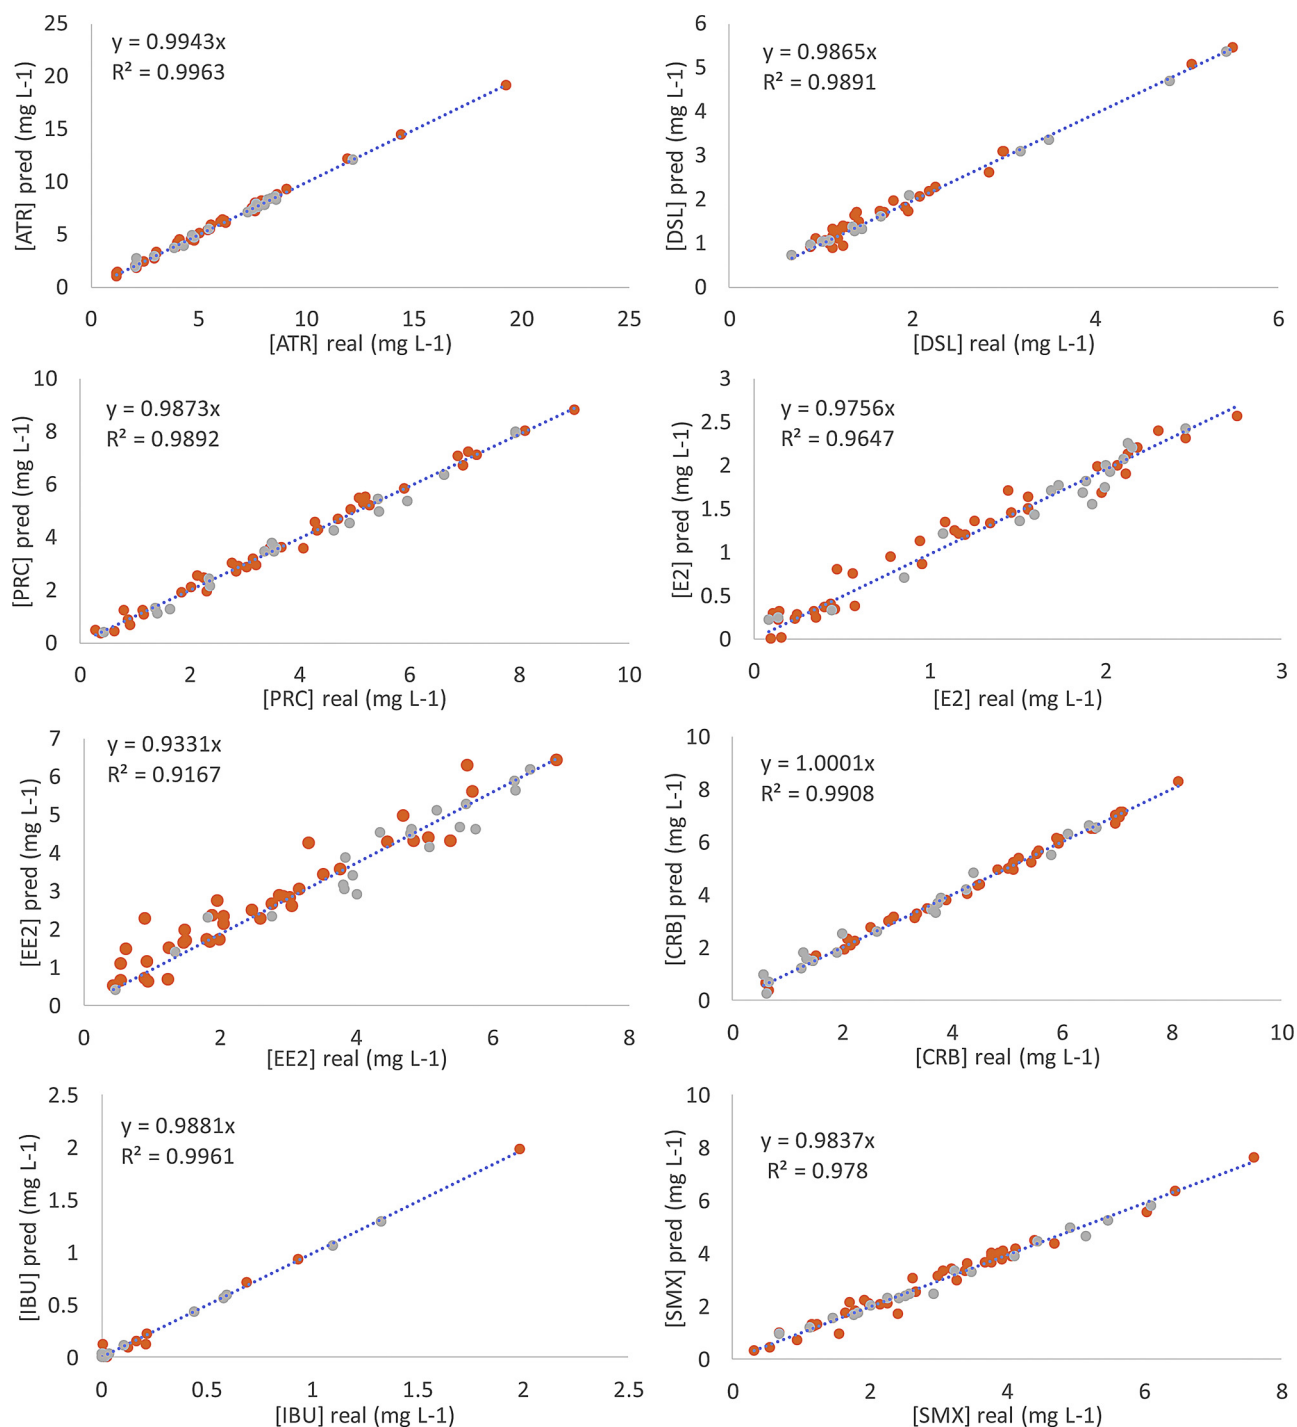 y = 0.9943x
R² = 0.9963
[ATR] pred (mg L-1)
25
20
15
10
5
0
0 5 10 15 20 25
[ATR] real (mg L-1)
y = 0.9865x
R² = 0.9891
[DSL] pred (mg L-1)
6
5
4
3
2
1
0
0 2 4 6
[DSL] real (mg L-1)
y = 0.9873x
R² = 0.9892
[PRC] pred (mg L-1)
10
8
6
4
2
0
0 2 4 6 8 10
[PRC] real (mg L-1)
y = 0.9756x
R² = 0.9647
[E2] pred (mg L-1)
3
2.5
2
1.5
1
0.5
0
0 1 2 3
[E2] real (mg L-1)
y = 0.9331x
R² = 0.9167
[EE2] pred (mg L-1)
7
6
5
4
3
2
1
0
0 2 4 6 8
[EE2] real (mg L-1)
y = 1.0001x
R² = 0.9908
[CRB] pred (mg L-1)
10
8
6
4
2
0
0 2 4 6 8 10
[CRB] real (mg L-1)
y = 0.9881x
R² = 0.9961
[IBU] pred (mg L-1)
2.5
2
1.5
1
0.5
0
0 0.5 1 1.5 2 2.5
[IBU] real (mg L-1)
y = 0.9837x
R² = 0.978
[SMX] pred (mg L-1)
10
8
6
4
2
0
0 2 4 6 8
[SMX] real (mg L-1)